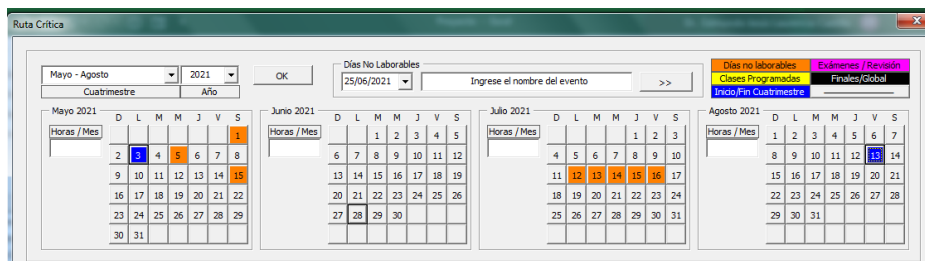 Ruta Crítica
Mayo - Agosto 2021 OK
Cuatrimestre Año
Días No Laborables
25/06/2021 Ingrese el nombre del evento >>
Días no laborables Exámenes / Revisión
Clases Programadas Finales/Global
Inicio/Fin Cuatrimestre
Mayo 2021
Horas / Mes
D L M M J V S
1
2 3 4 5 6 7 8
9 10 11 12 13 14 15
16 17 18 19 20 21 22
23 24 25 26 27 28 29
30 31
Junio 2021
Horas / Mes
D L M M J V S
1 2 3 4 5
6 7 8 9 10 11 12
13 14 15 16 17 18 19
20 21 22 23 24 25 26
27 28 29 30
Julio 2021
Horas / Mes
D L M M J V S
1 2 3
4 5 6 7 8 9 10
11 12 13 14 15 16 17
18 19 20 21 22 23 24
25 26 27 28 29 30 31
Agosto 2021
Horas / Mes
D L M M J V S
1 2 3 4 5 6 7
8 9 10 11 12 13 14
15 16 17 18 19 20 21
22 23 24 25 26 27 28
29 30 31